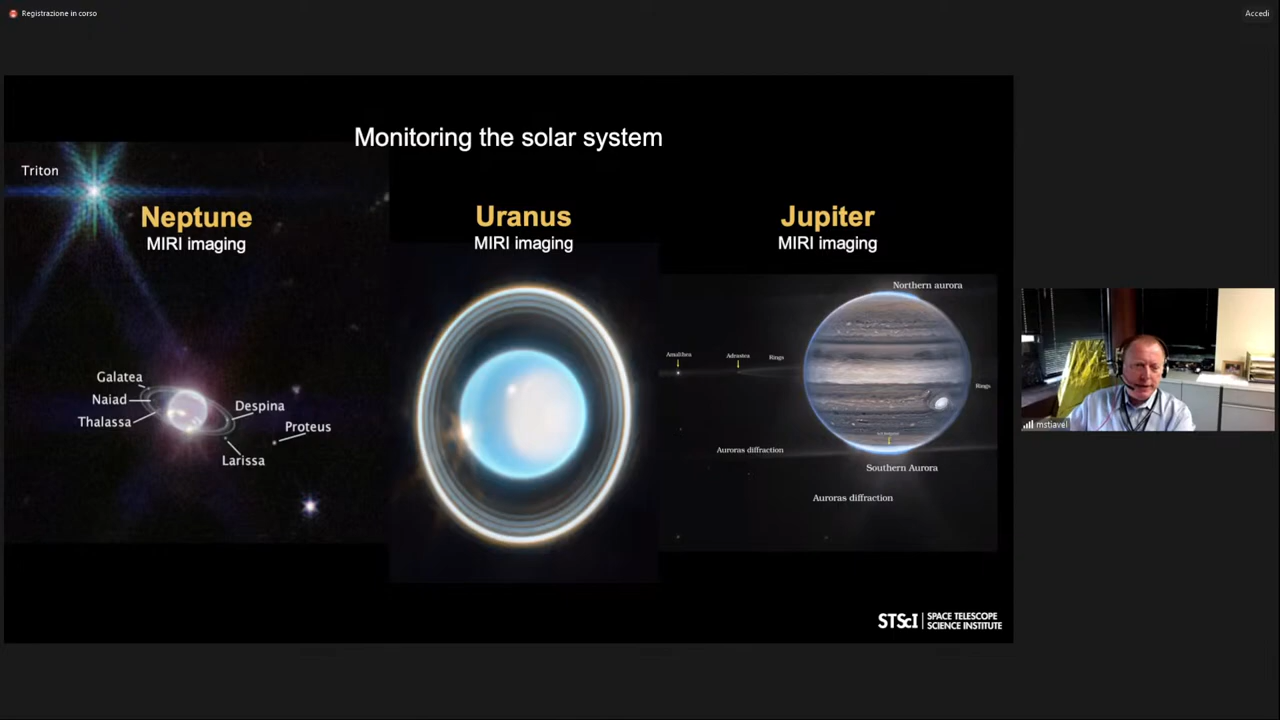 Registrazione in corso
Accedi
Monitoring the solar system
Triton
Neptune
MIRI imaging
Uranus
MIRI imaging
Jupiter
MIRI imaging
Galatea
Naiad
Thalassa
Despina
Proteus
Larissa
Northern aurora
Amalthea
Adrastea
Rings
Rings
Auroras diffraction
Southern Aurora
Auroras diffraction
mstiavel
STScI | SPACE TELESCOPE
SCIENCE INSTITUTE